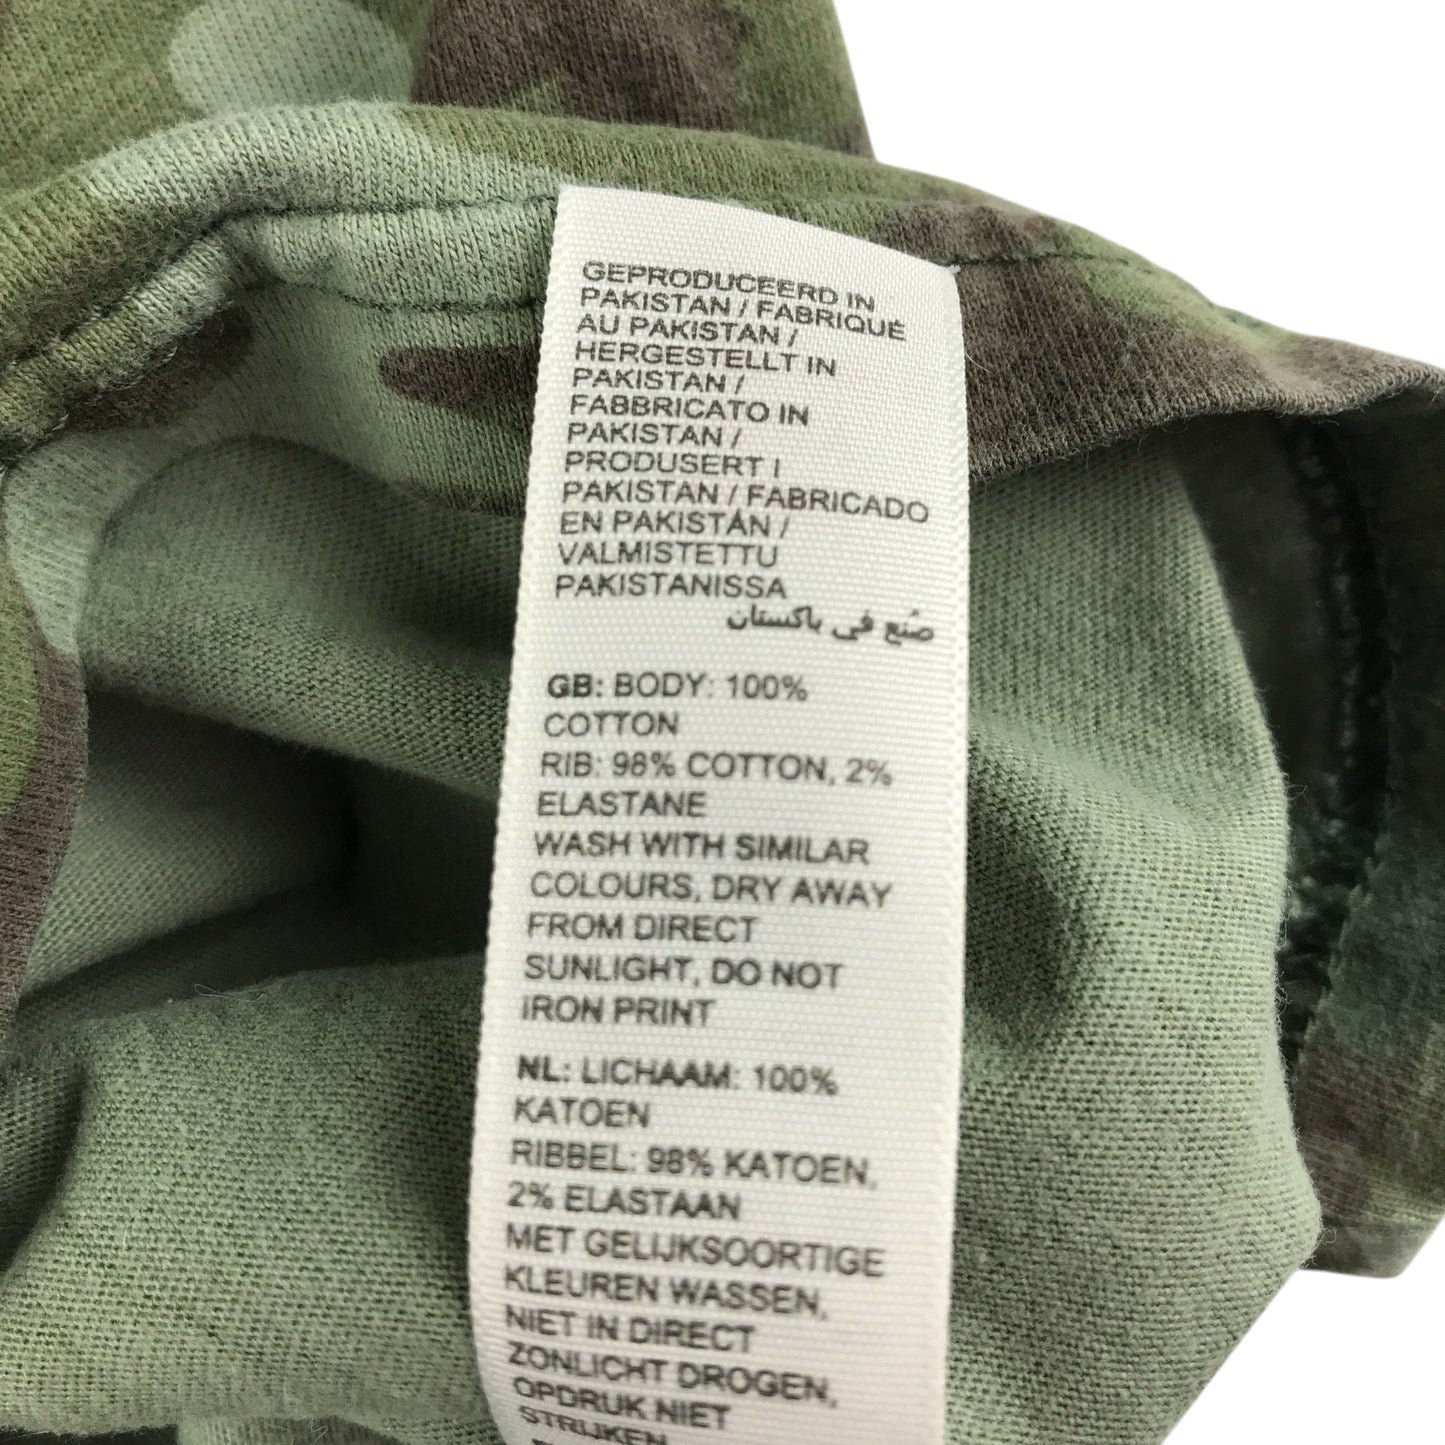 GEPRODUCEERD IN
PAKISTAN / FABRIQUÉ
AU PAKISTAN /
HERGESTELLT IN
PAKISTAN /
FABBRICATO IN
PAKISTAN /
PRODUSERT I
PAKISTAN / FABRICADO
EN PAKISTÁN /
VALMISTETTU
PAKISTANISSA
صُنع في باكستان
GB: BODY: 100%
COTTON
RIB: 98% COTTON, 2%
ELASTANE
WASH WITH SIMILAR
COLOURS, DRY AWAY
FROM DIRECT
SUNLIGHT, DO NOT
IRON PRINT
NL: LICHAAM: 100%
KATOEN
RIBBEL: 98% KATOEN,
2% ELASTAAN
MET GELIJKSOORTIGE
KLEUREN WASSEN,
NIET IN DIRECT
ZONLICHT DROGEN,
OPDRUK NIET
STRIJKEN